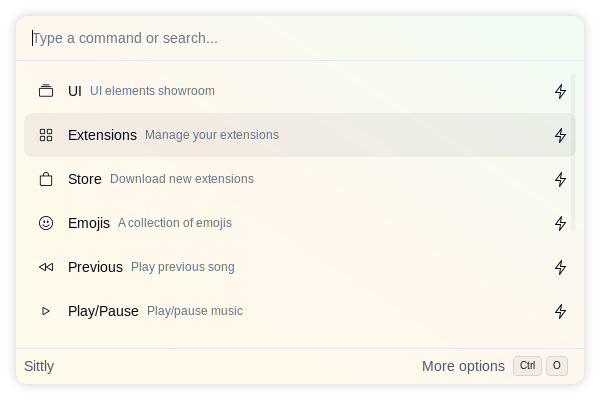 Type a command or search...
UI UI elements showroom
Extensions Manage your extensions
Store Download new extensions
Emojis A collection of emojis
Previous Play previous song
Play/Pause Play/pause music
Sittly More options Ctrl O